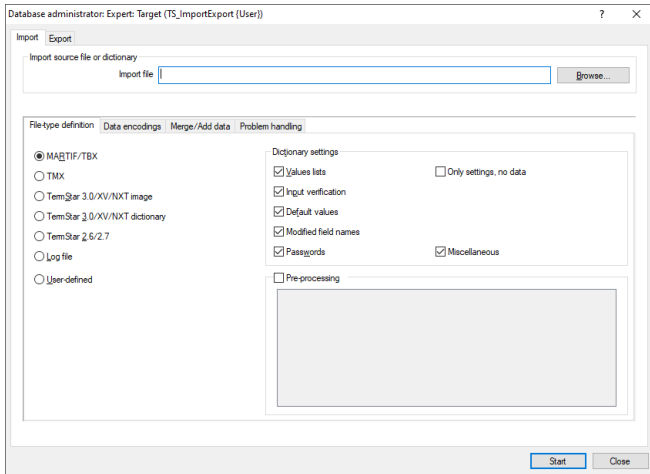 Database administrator: Expert: Target (TS_ImportExport (User)) ?
Import Export
Import source file or dictionary
Import file Browse...
File-type definition Data encodings Merge/Add data Problem handling
MARTIF/TBX
TMX
TermStar 3.0/XV/NXT image
TermStar 3.0/XV/NXT dictionary
TermStar 2.6/2.7
Log file
User-defined
Dictionary settings
Values lists Only settings, no data
Input verification
Default values
Modified field names
Passwords Miscellaneous
Pre-processing
Start Close